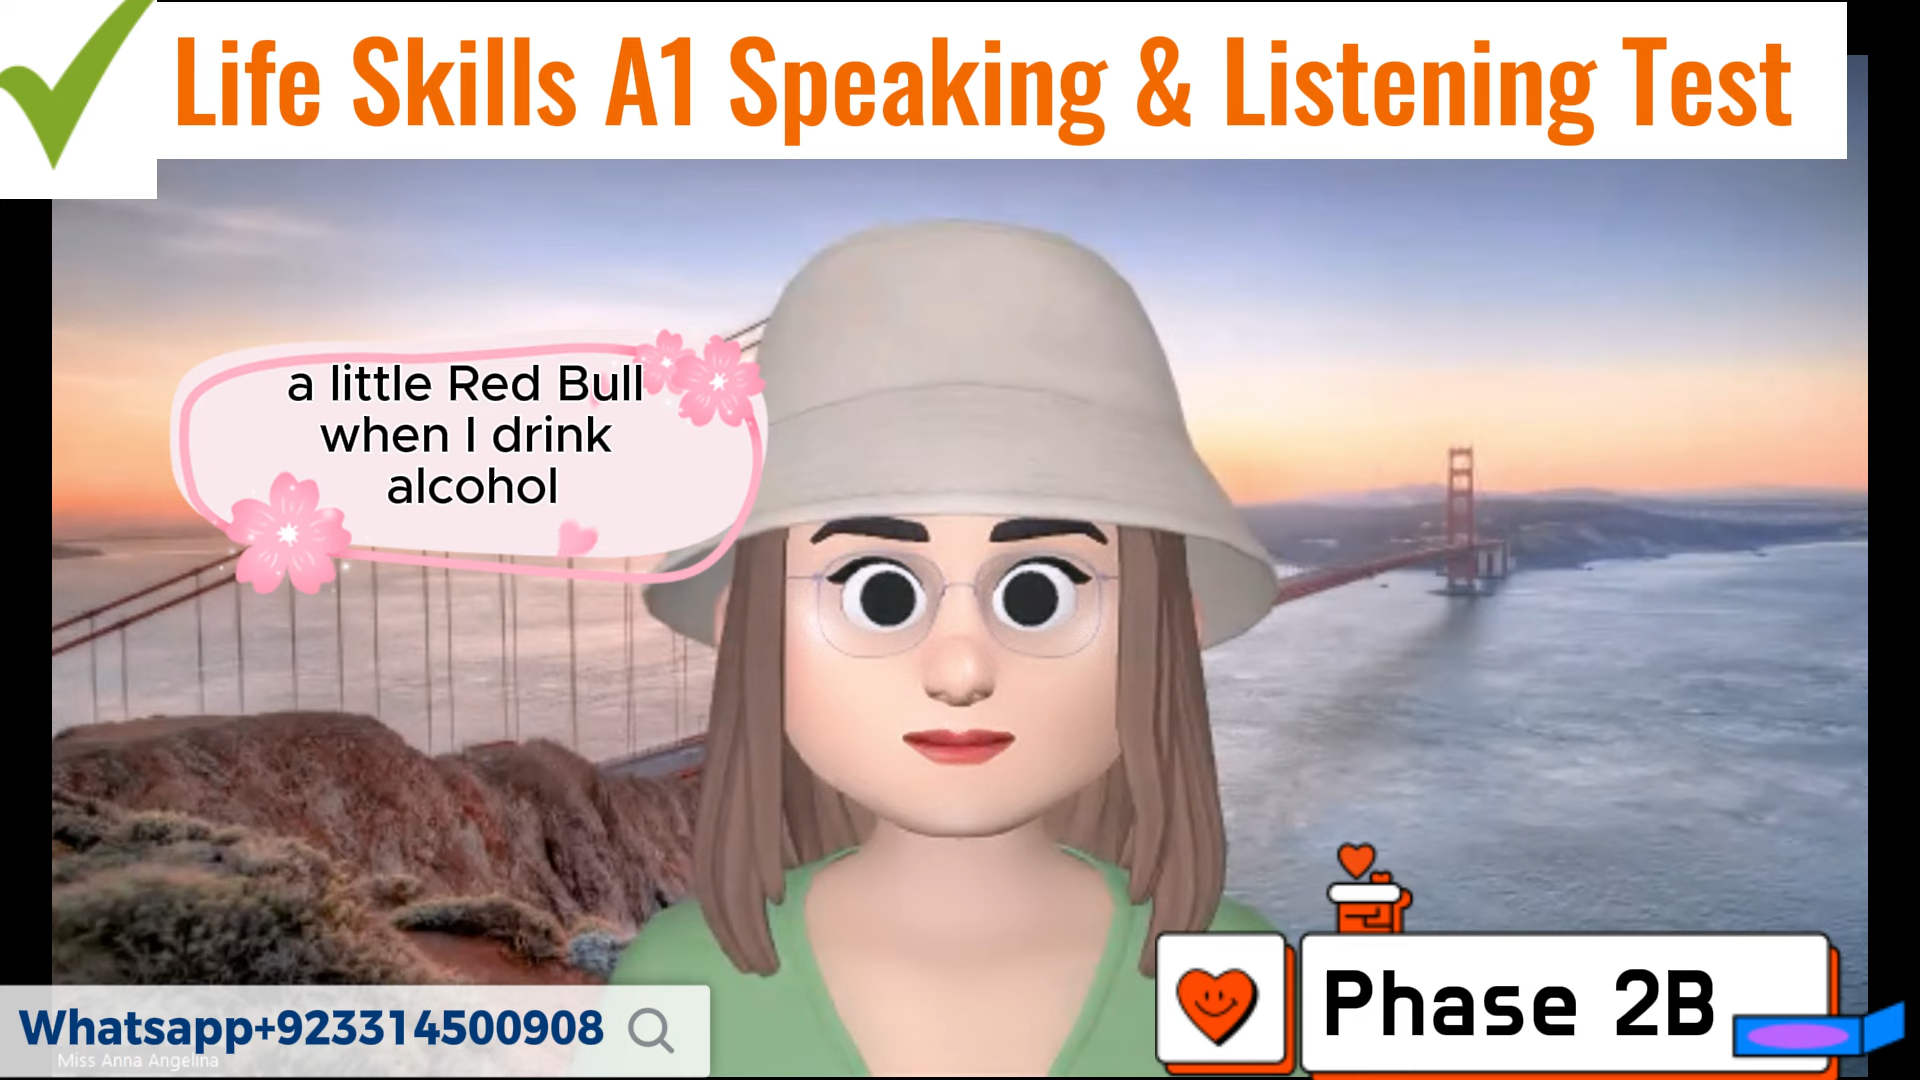 Life Skills A1 Speaking & Listening Test
a little Red Bull
when I drink
alcohol
Whatsapp+923314500908
Miss Anna Angelina
Phase 2B